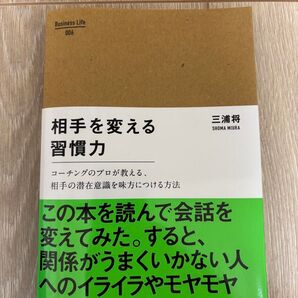 Business Life
006
相手を変える
習慣力
三浦将
SHOMA MIURA
コーチングのプロが教える、
相手の潜在意識を味方につける方法
この本を読んで会話を
変えてみた。すると、
関係がうまくいかない人
へのイライラやモヤモヤ